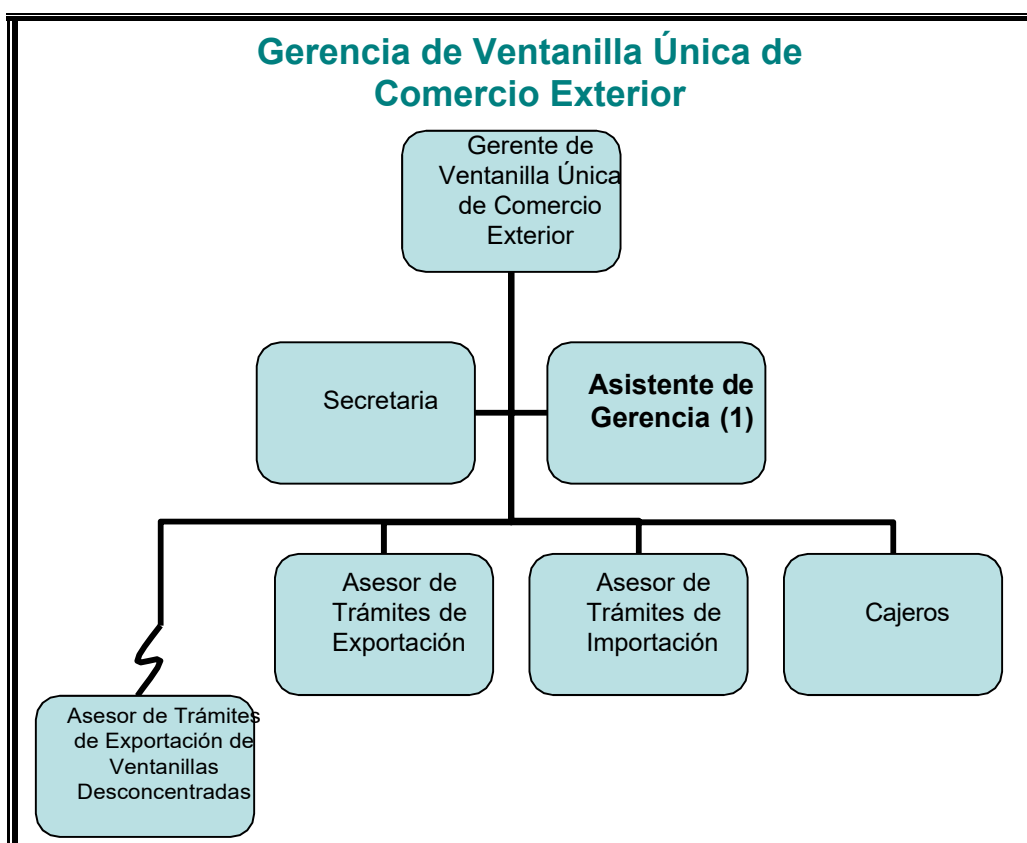 Gerencia de Ventanilla Única de
Comercio Exterior
Gerente de
Ventanilla Única
de Comercio
Exterior
Secretaria
Asistente de
Gerencia (1)
Asesor de
Trámites de
Exportación
Asesor de
Trámites de
Importación
Cajeros
Asesor de Trámites
de Exportación de
Ventanillas
Desconcentradas